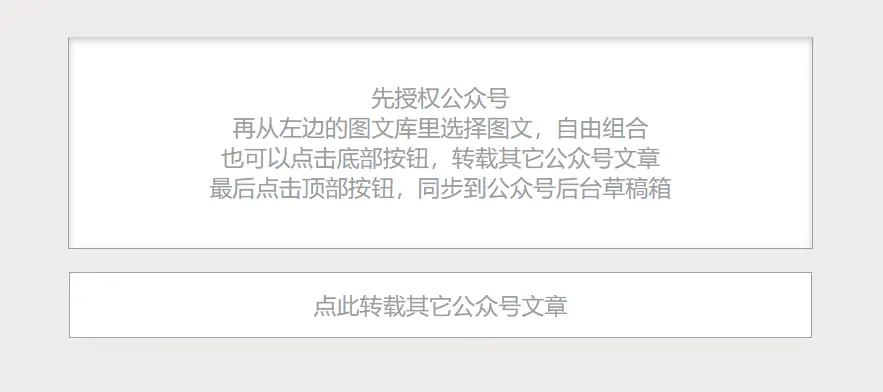 先授权公众号
再从左边的图文库里选择图文，自由组合
也可以点击底部按钮，转载其它公众号文章
最后点击顶部按钮，同步到公众号后台草稿箱
点此转载其它公众号文章